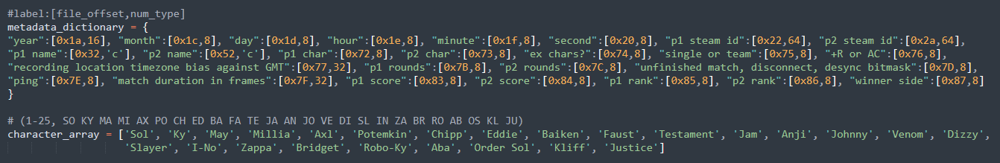 #label:[file_offset,num_type]
metadata_dictionary = {
"year":[0x1a,16], "month":[0x1c,8], "day":[0x1d,8], "hour":[0x1e,8], "minute":[0x1f,8], "second":[0x20,8], "p1 steam id":[0x22,64], "p2 steam id":[0x2a,64],
"p1 name":[0x32,'c'], "p2 name":[0x52,'c'], "p1 char":[0x72,8], "p2 char":[0x73,8], "ex chars?":[0x74,8], "single or team":[0x75,8], "+R or AC":[0x76,8],
"recording location timezone bias against GMT":[0x77,32], "p1 rounds":[0x7B,8], "p2 rounds":[0x7C,8], "unfinished match, disconnect, desync bitmask":[0x7D,8],
"ping":[0x7E,8], "match duration in frames":[0x7F,32], "p1 score":[0x83,8], "p2 score":[0x84,8], "p1 rank":[0x85,8], "p2 rank":[0x86,8], "winner side":[0x87,8]
}
# (1-25, SO KY MA MI AX PO CH ED BA FA TE JA AN JO VE DI SL IN ZA BR RO AB OS KL JU)
character_array = ['Sol', 'Ky', 'May', 'Millia', 'Axl', 'Potemkin', 'Chipp', 'Eddie', 'Baiken', 'Faust', 'Testament', 'Jam', 'Anji', 'Johnny', 'Venom', 'Dizzy',
'Slayer', 'I-No', 'Zappa', 'Bridget', 'Robo-Ky', 'Aba', 'Order Sol', 'Kliff', 'Justice']